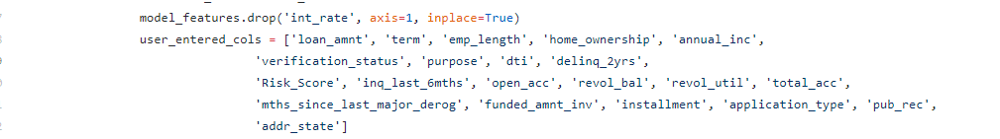 model_features.drop('int_rate', axis=1, inplace=True)
user_entered_cols = ['loan_amnt', 'term', 'emp_length', 'home_ownership', 'annual_inc',
'verification_status', 'purpose', 'dti', 'delinq_2yrs',
'Risk_Score', 'inq_last_6mths', 'open_acc', 'revol_bal', 'revol_util', 'total_acc',
'mths_since_last_major_derog', 'funded_amnt_inv', 'installment', 'application_type', 'pub_rec',
'addr_state']